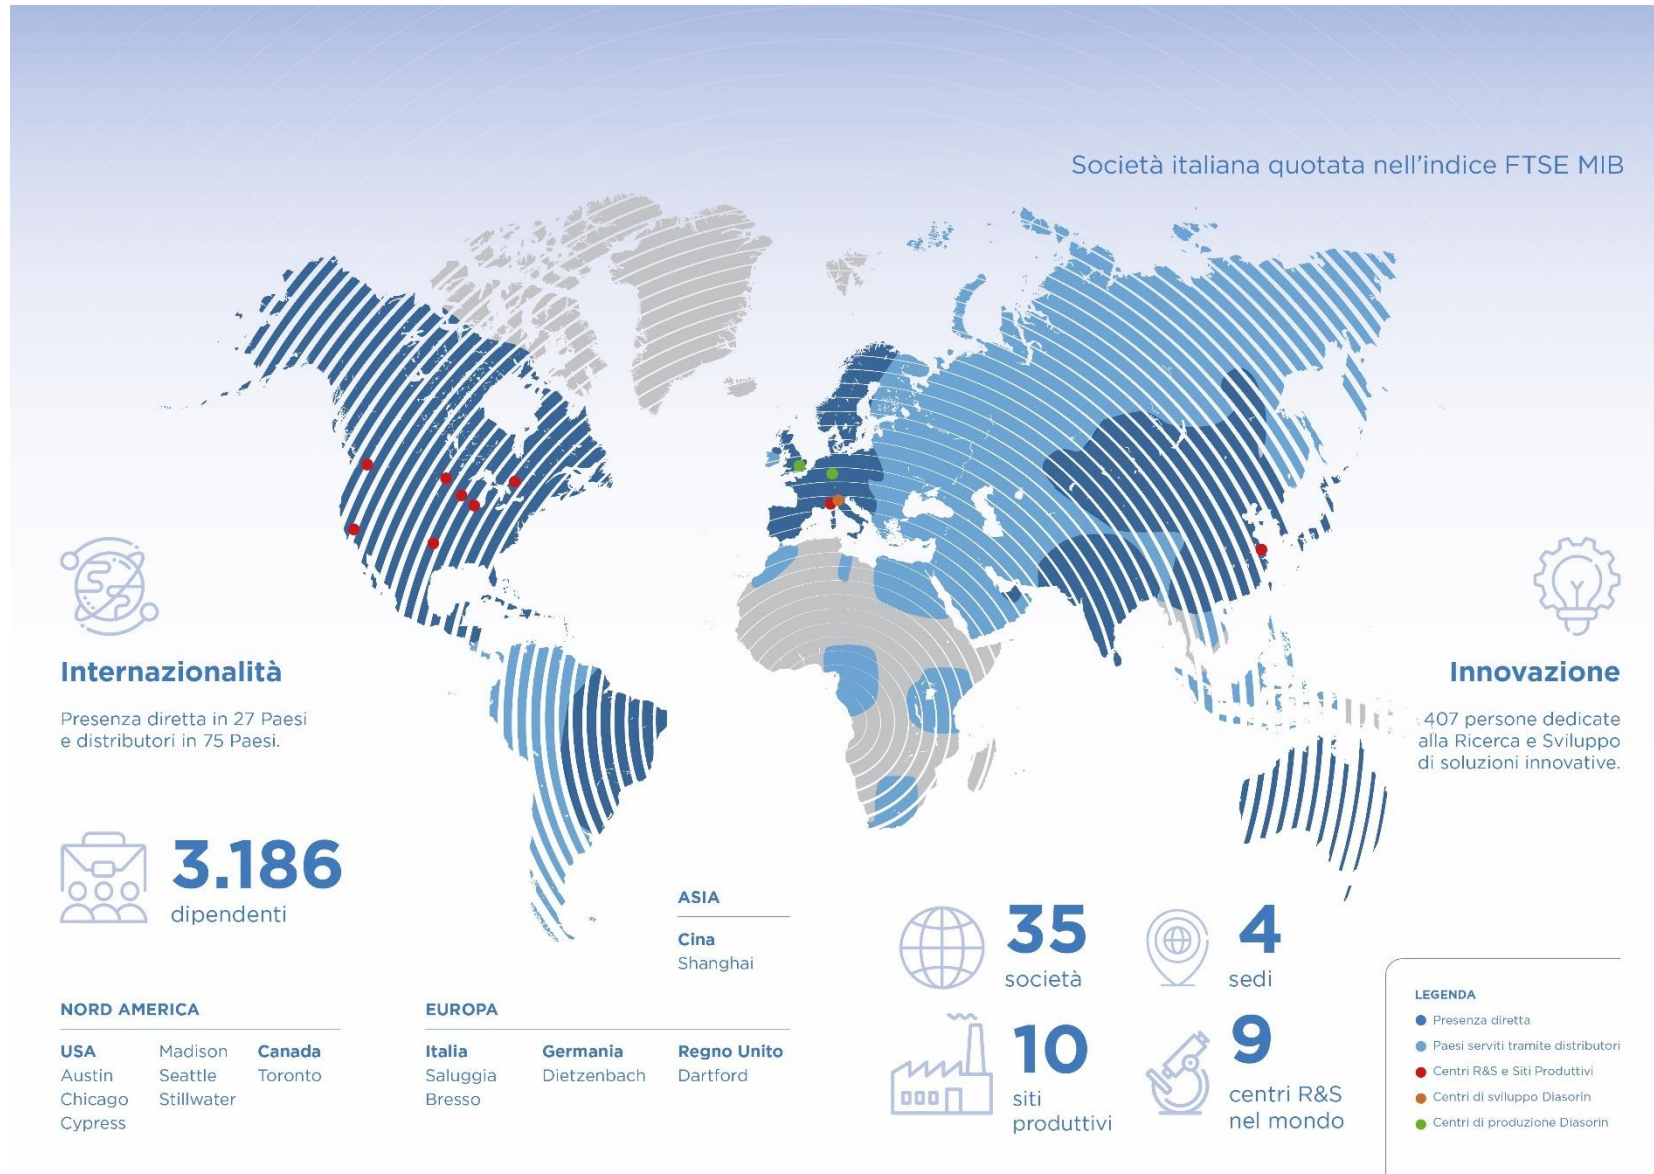 Società italiana quotata nell'indice FTSE MIB
Internazionalità
Presenza diretta in 27 Paesi
e distributori in 75 Paesi.
Innovazione
407 persone dedicate
alla Ricerca e Sviluppo
di soluzioni innovative.
3.186
dipendenti
NORD AMERICA
USA
Austin
Chicago
Cypress
Madison
Seattle
Stillwater
Canada
Toronto
EUROPA
Italia
Saluggia
Bresso
Germania
Dietzenbach
Regno Unito
Dartford
ASIA
Cina
Shanghai
35
società
4
sedi
10
siti
produttivi
9
centri R&S
nel mondo
LEGENDA
Presenza diretta
Paesi serviti tramite distributori
Centri R&S e Siti Produttivi
Centri di sviluppo Diasorin
Centri di produzione Diasorin